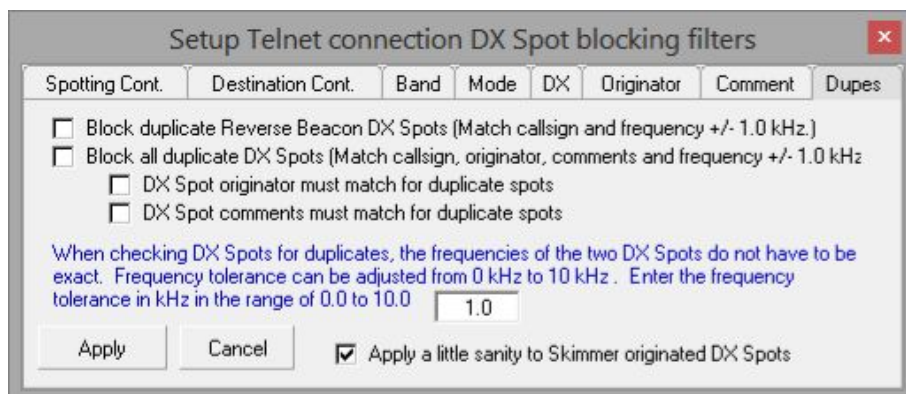 Setup Telnet connection DX Spot blocking filters
Spotting Cont. Destination Cont. Band Mode DX Originator Comment Dupes
Block duplicate Reverse Beacon DX Spots (Match callsign and frequency +/- 1.0 kHz.)
Block all duplicate DX Spots (Match callsign, originator, comments and frequency +/- 1.0 kHz
DX Spot originator must match for duplicate spots
DX Spot comments must match for duplicate spots
When checking DX Spots for duplicates, the frequencies of the two DX Spots do not have to be
exact. Frequency tolerance can be adjusted from 0 kHz to 10 kHz . Enter the frequency
tolerance in kHz in the range of 0.0 to 10.0 1.0
Apply Cancel Apply a little sanity to Skimmer originated DX Spots